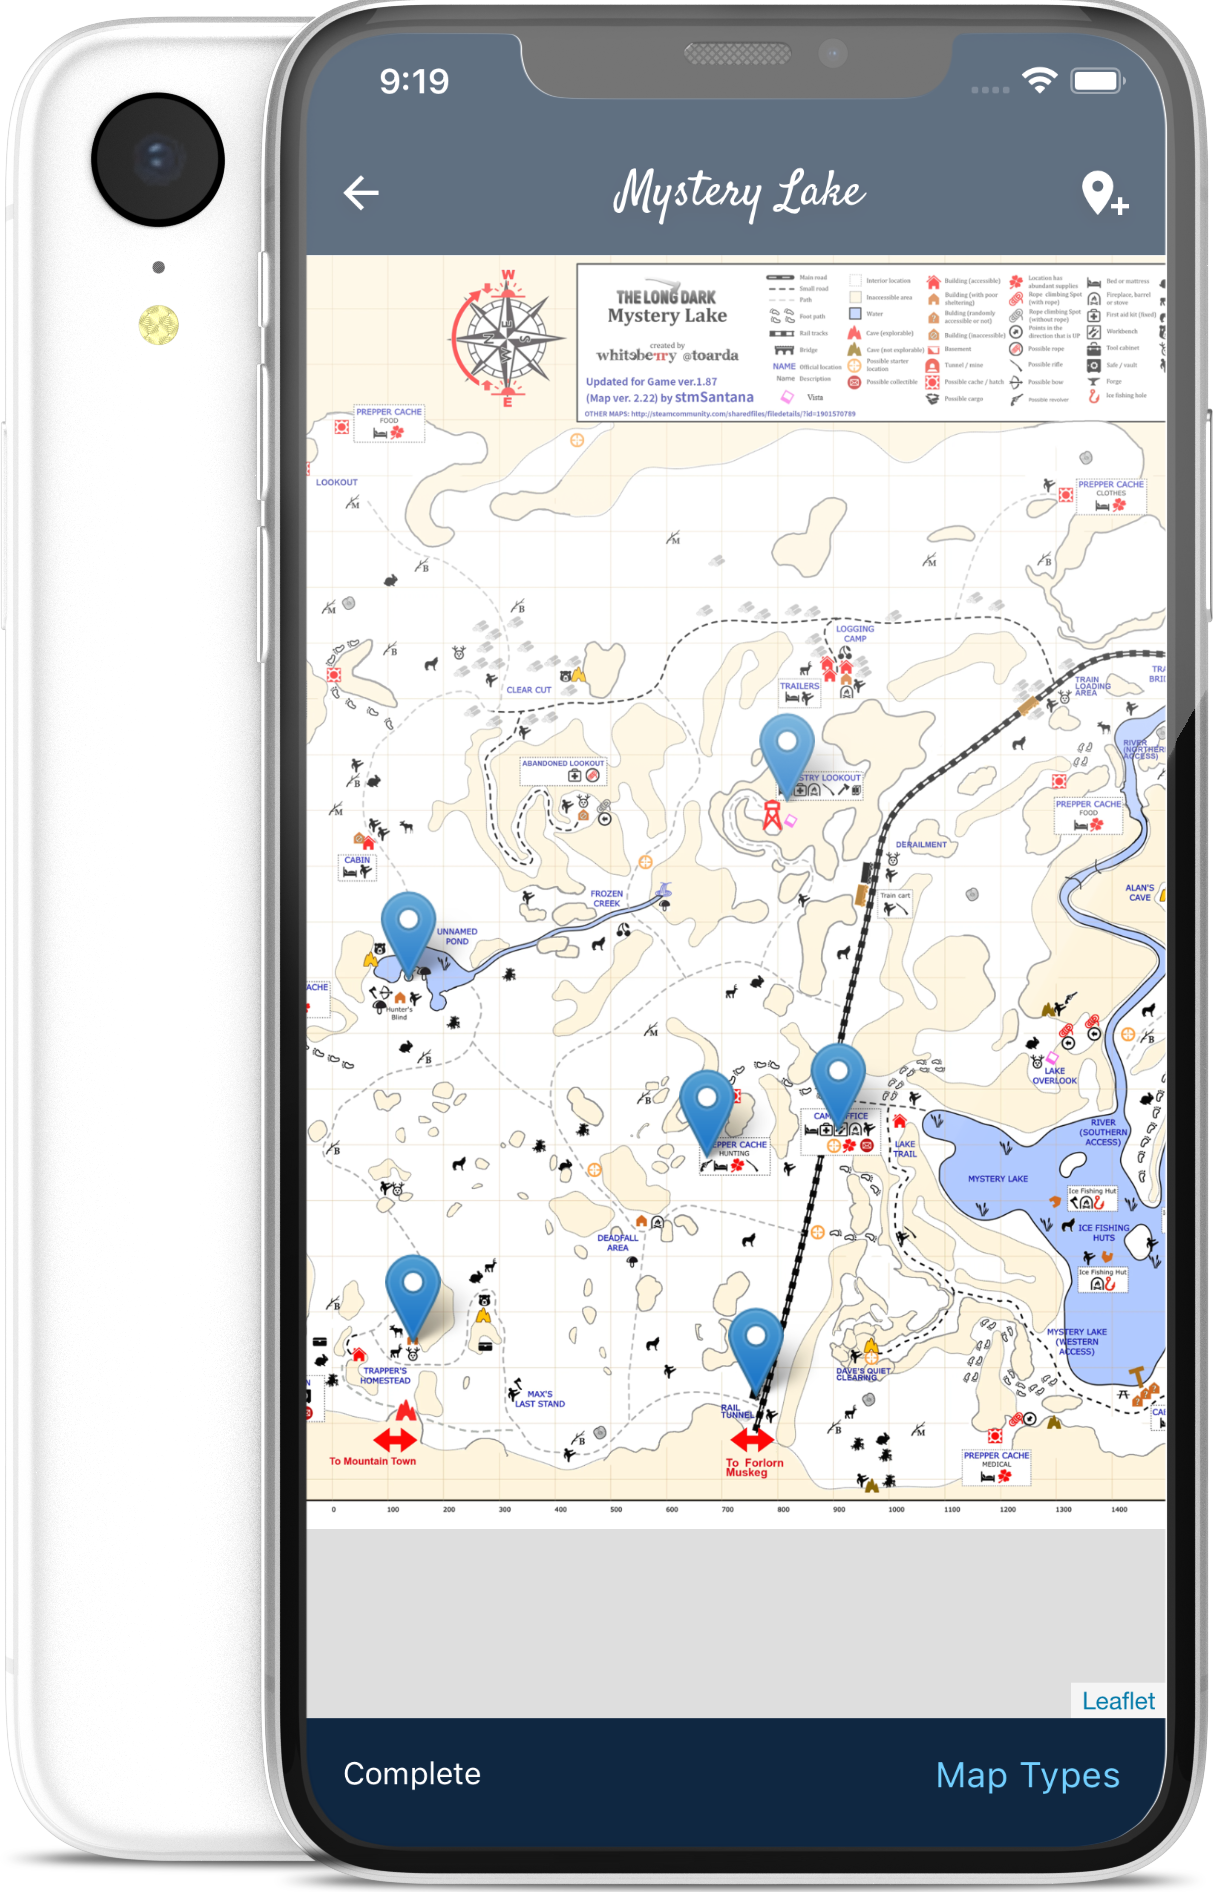 9:19
Mystery Lake
W
N
S
E
THE LONG DARK
Mystery Lake
created by
whiteberry @toarda
Updated for Game ver.1.87
(Map ver. 2.22) by stmSantana
OTHER MAPS: http://steamcommunity.com/sharedfiles/filedetails/?id=1901570789
Main road
Small road
Path
Foot path
Rail tracks
Bridge
NAME Official location
Name Description
Vista
Interior location
Inaccessible area
Water
Cave (explorable)
Cave (not explorable)
Possible starter
location
Possible collectible
Building (accessible)
Building (with poor
sheltering)
Building (randomly
accessible or not)
Building (inaccessible)
Basement
Tunnel / mine
Possible cache / hatch
Possible cargo
Location has
abundant supplies
Rope climbing Spot
(with rope)
Rope climbing Spot
(without rope)
Points in the
direction that is UP
Possible rope
Possible rifle
Possible bow
Possible revolver
Bed or mattress
Fireplace, barrel
or stove
First aid kit (fixed)
Workbench
Tool cabinet
Safe / vault
Forge
Ice fishing hole
PREPPER CACHE
FOOD
LOOKOUT
PREPPER CACHE
CLOTHES
LOGGING
CAMP
TRAILERS
CLEAR CUT
TRAIN
LOADING
AREA
TRA
BRI
RIVER
(NORTHER
ACCESS)
ABANDONED LOOKOUT
STRY LOOKOUT
PREPPER CACHE
FOOD
DERAILMENT
CABIN
Train cart
ALAN'S
CAVE
FROZEN
CREEK
UNNAMED
POND
ACHE
Hunter's
Blind
LAKE
OVERLOOK
CAM FFICE
LAKE
TRAIL
RIVER
(SOUTHERN
ACCESS)
EPPER CACHE
HUNTING
MYSTERY LAKE
Ice Fishing Hut
ICE FISHING
HUTS
Ice Fishing Hut
DEADFALL
AREA
MYSTERY LAKE
(WESTERN
ACCESS)
TRAPPER'S
HOMESTEAD
DAVE'S QUIET
CLEARING
MAX'S
LAST STAND
RAIL
TUNNEL
CA
To Mountain Town
To Forlorn
Muskeg
PREPPER CACHE
MEDICAL
0 100 200 300 400 500 600 700 800 900 1000 1100 1200 1300 1400
Leaflet
Complete
Map Types